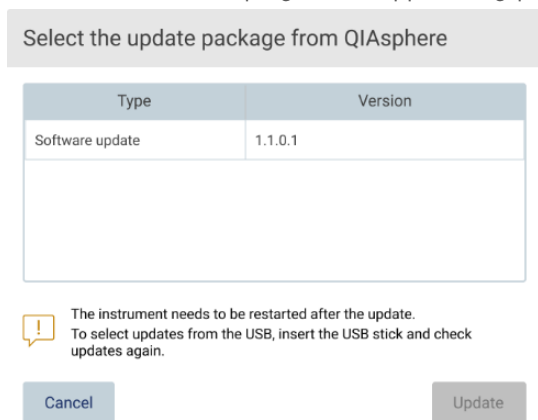 Select the update package from QIAsphere
Type Version
Software update 1.1.0.1
! The instrument needs to be restarted after the update.
To select updates from the USB, insert the USB stick and check
updates again.
Cancel Update